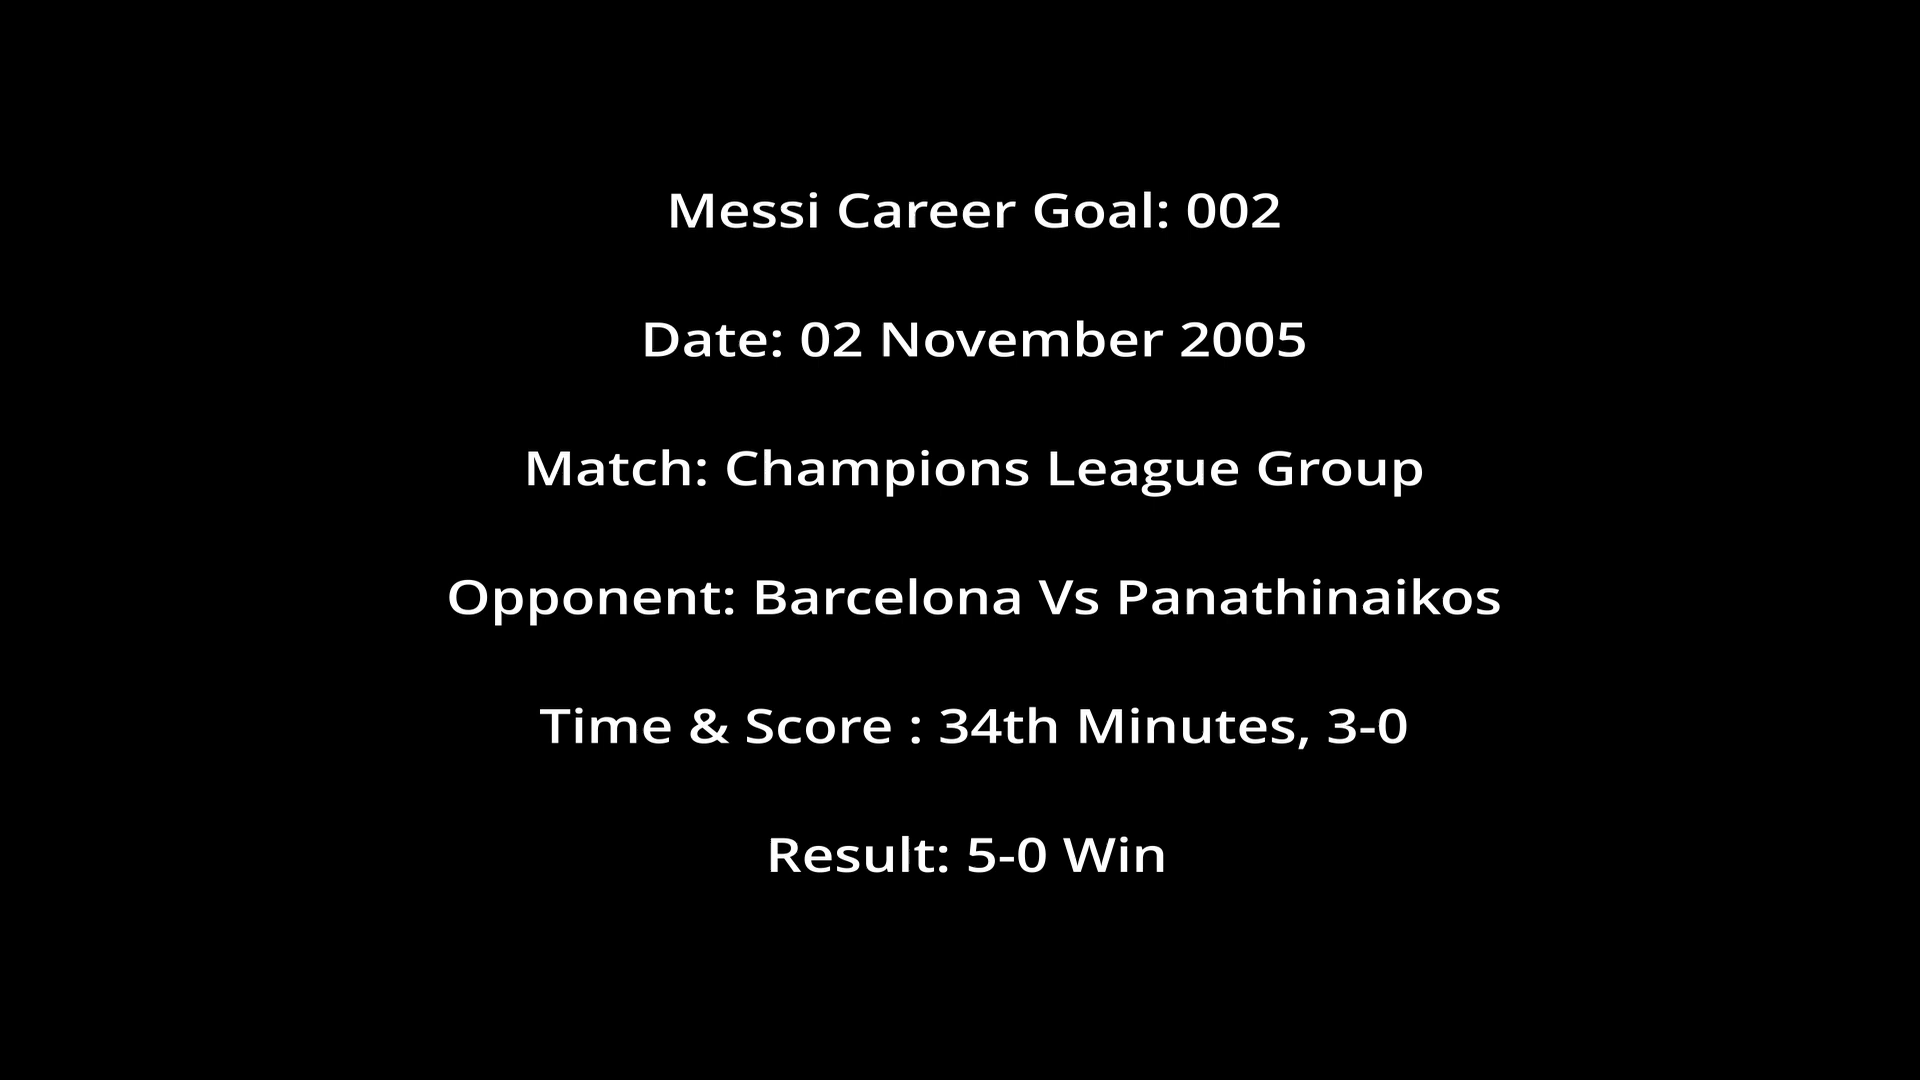 Messi Career Goal: 002
Date: 02 November 2005
Match: Champions League Group
Opponent: Barcelona Vs Panathinaikos
Time & Score : 34th Minutes, 3-0
Result: 5-0 Win